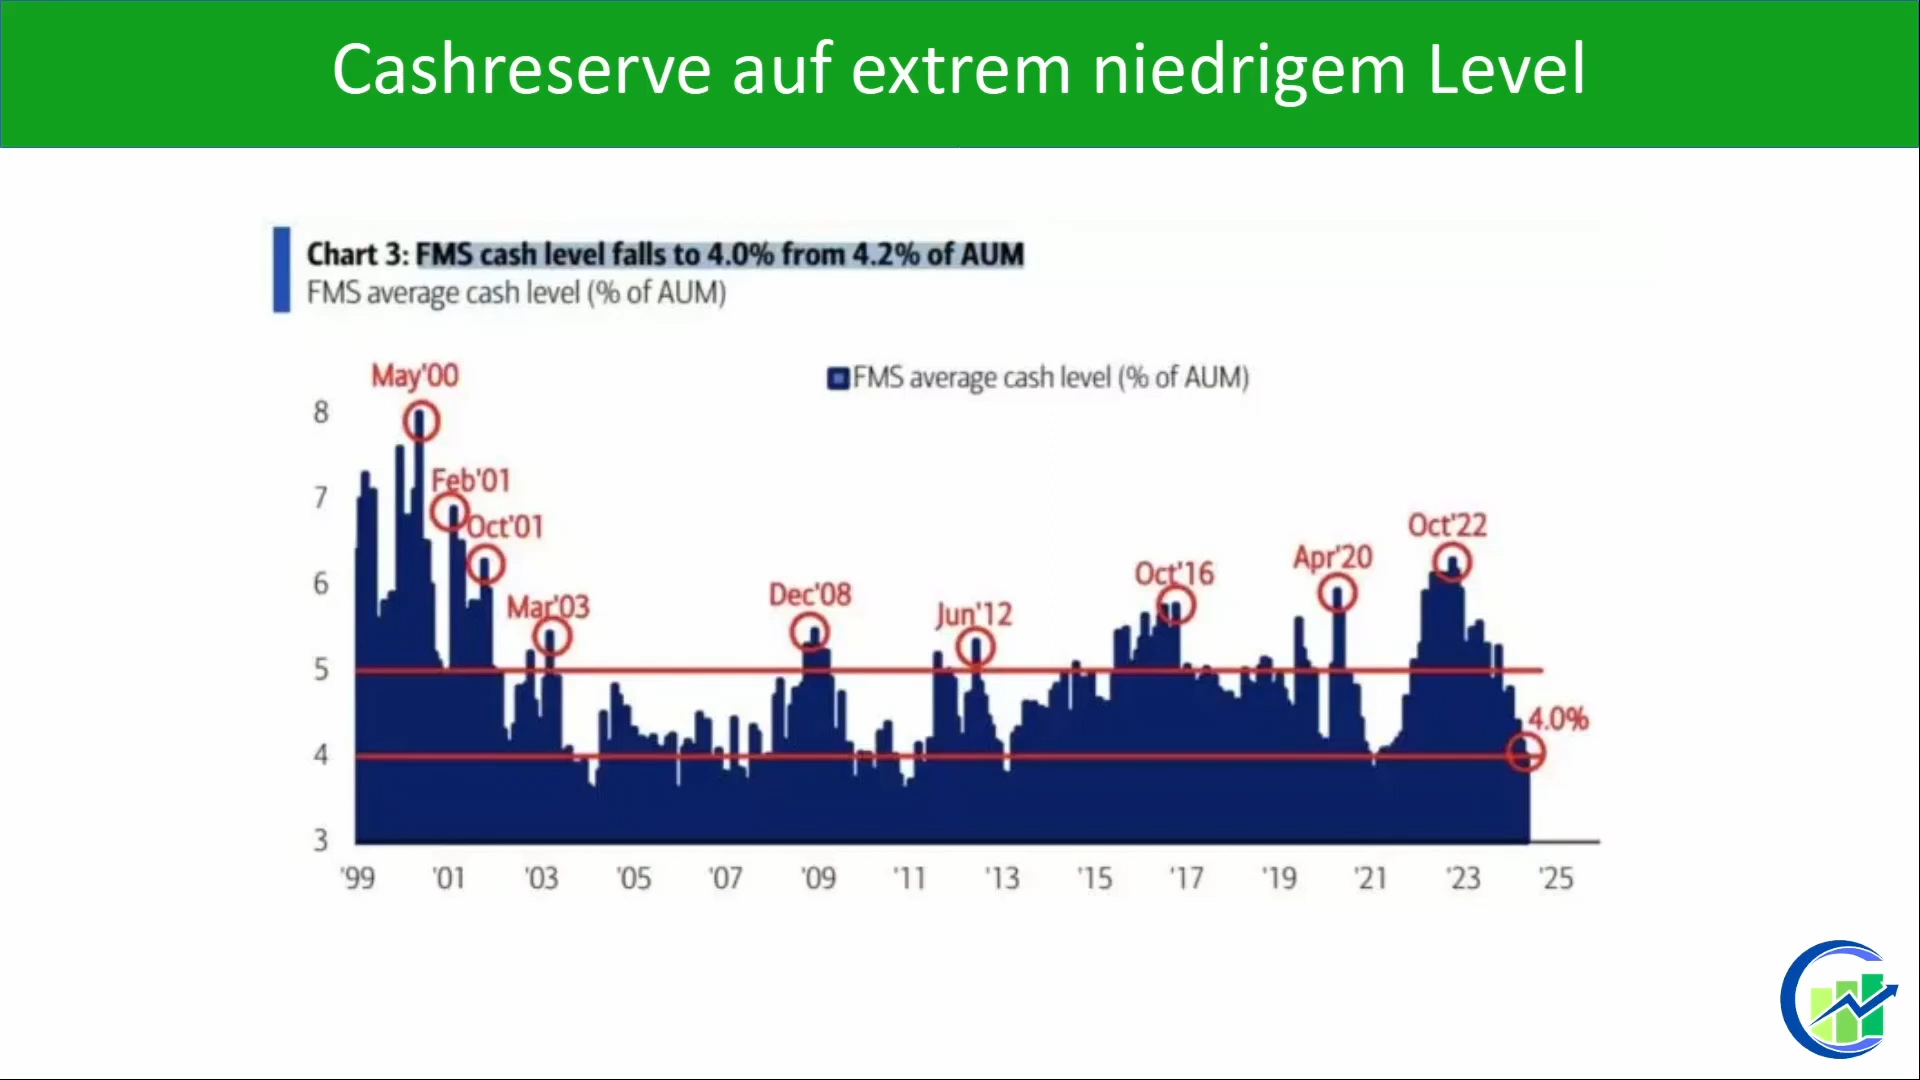 Cashreserve auf extrem niedrigem Level
Chart 3: FMS cash level falls to 4.0% from 4.2% of AUM
FMS average cash level (% of AUM)
FMS average cash level (% of AUM)
May'00
8
Feb'01
7
Oct'01
Oct'22
Apr'20
Oct'16
6
Dec'08
Mar'03
Jun'12
5
4.0%
4
3
'99 '01 '03 '05 '07 '09 '11 '13 '15 '17 '19 '21 '23 '25